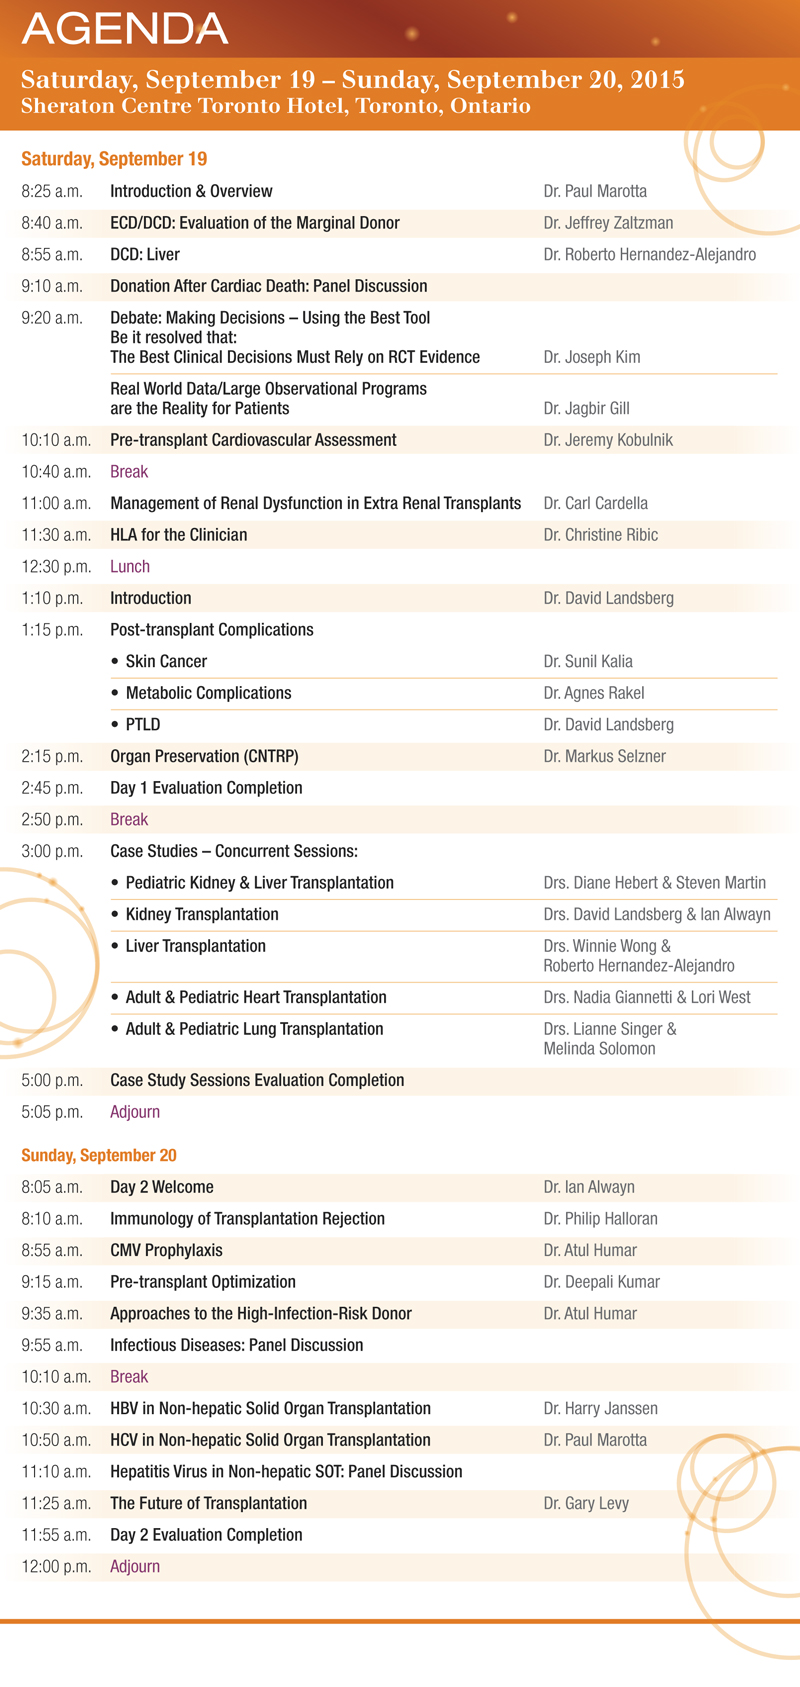 AGENDA
Saturday, September 19 – Sunday, September 20, 2015
Sheraton Centre Toronto Hotel, Toronto, Ontario
Saturday, September 19
8:25 a.m. Introduction & Overview Dr. Paul Marotta
8:40 a.m. ECD/DCD: Evaluation of the Marginal Donor Dr. Jeffrey Zaltzman
8:55 a.m. DCD: Liver Dr. Roberto Hernandez-Alejandro
9:10 a.m. Donation After Cardiac Death: Panel Discussion
9:20 a.m. Debate: Making Decisions – Using the Best Tool
Be it resolved that:
The Best Clinical Decisions Must Rely on RCT Evidence Dr. Joseph Kim
Real World Data/Large Observational Programs
are the Reality for Patients Dr. Jagbir Gill
10:10 a.m. Pre-transplant Cardiovascular Assessment Dr. Jeremy Kobulnik
10:40 a.m. Break
11:00 a.m. Management of Renal Dysfunction in Extra Renal Transplants Dr. Carl Cardella
11:30 a.m. HLA for the Clinician Dr. Christine Ribic
12:30 p.m. Lunch
1:10 p.m. Introduction Dr. David Landsberg
1:15 p.m. Post-transplant Complications
• Skin Cancer Dr. Sunil Kalia
• Metabolic Complications Dr. Agnes Rakel
• PTLD Dr. David Landsberg
2:15 p.m. Organ Preservation (CNTRP) Dr. Markus Selzner
2:45 p.m. Day 1 Evaluation Completion
2:50 p.m. Break
3:00 p.m. Case Studies – Concurrent Sessions:
• Pediatric Kidney & Liver Transplantation Drs. Diane Hebert & Steven Martin
• Kidney Transplantation Drs. David Landsberg & Ian Alwayn
• Liver Transplantation Drs. Winnie Wong &
Roberto Hernandez-Alejandro
• Adult & Pediatric Heart Transplantation Drs. Nadia Giannetti & Lori West
• Adult & Pediatric Lung Transplantation Drs. Lianne Singer &
Melinda Solomon
5:00 p.m. Case Study Sessions Evaluation Completion
5:05 p.m. Adjourn
Sunday, September 20
8:05 a.m. Day 2 Welcome Dr. Ian Alwayn
8:10 a.m. Immunology of Transplantation Rejection Dr. Philip Halloran
8:55 a.m. CMV Prophylaxis Dr. Atul Humar
9:15 a.m. Pre-transplant Optimization Dr. Deepali Kumar
9:35 a.m. Approaches to the High-Infection-Risk Donor Dr. Atul Humar
9:55 a.m. Infectious Diseases: Panel Discussion
10:10 a.m. Break
10:30 a.m. HBV in Non-hepatic Solid Organ Transplantation Dr. Harry Janssen
10:50 a.m. HCV in Non-hepatic Solid Organ Transplantation Dr. Paul Marotta
11:10 a.m. Hepatitis Virus in Non-hepatic SOT: Panel Discussion
11:25 a.m. The Future of Transplantation Dr. Gary Levy
11:55 a.m. Day 2 Evaluation Completion
12:00 p.m. Adjourn